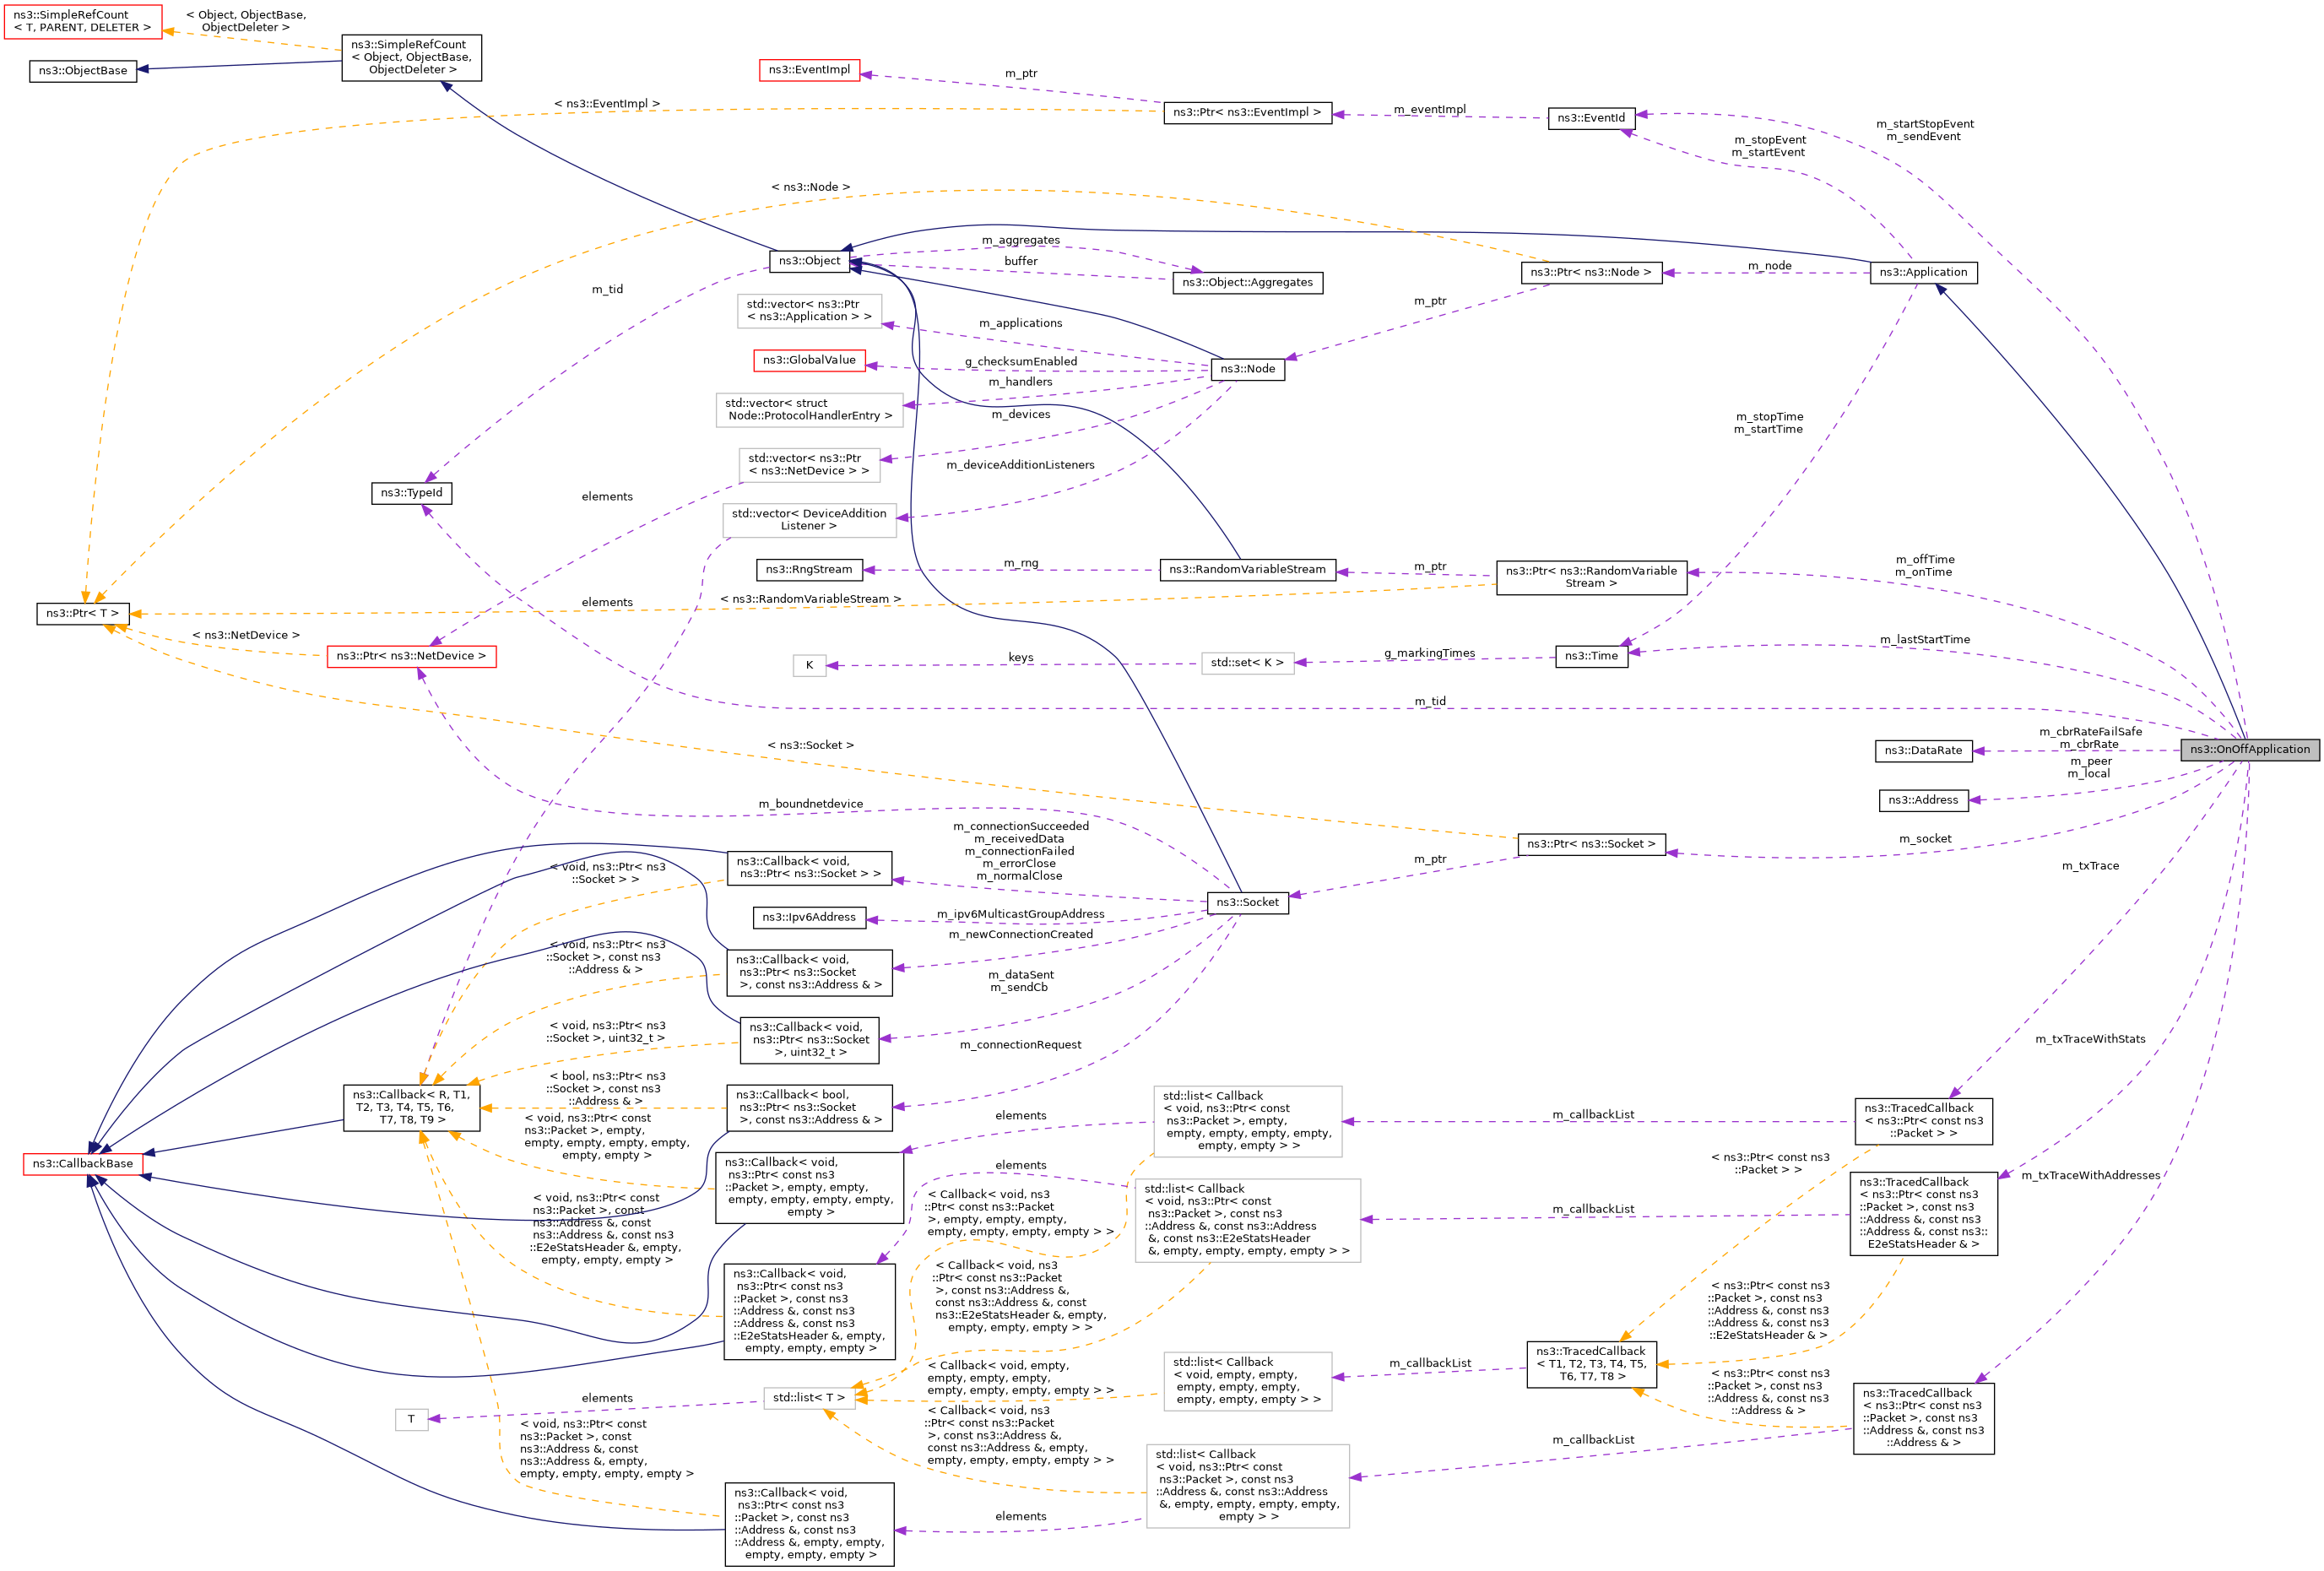 ns3::SimpleRefCount
< T, PARENT, DELETER >
< Object, ObjectBase,
ObjectDeleter >
ns3::SimpleRefCount
< Object, ObjectBase,
ObjectDeleter >
ns3::ObjectBase
ns3::EventImpl
m_ptr
< ns3::EventImpl >
ns3::Ptr< ns3::EventImpl >
m_eventImpl
ns3::EventId
m_startStopEvent
m_sendEvent
m_stopEvent
m_startEvent
< ns3::Node >
ns3::Object
m_aggregates
buffer
ns3::Object::Aggregates
ns3::Ptr< ns3::Node >
m_node
ns3::Application
m_tid
std::vector< ns3::Ptr
< ns3::Application > >
m_applications
m_ptr
ns3::GlobalValue
g_checksumEnabled
ns3::Node
m_handlers
std::vector< struct
Node::ProtocolHandlerEntry >
m_devices
m_stopTime
m_startTime
std::vector< ns3::Ptr
< ns3::NetDevice > >
m_deviceAdditionListeners
ns3::TypeId
elements
std::vector< DeviceAddition
Listener >
ns3::RngStream
m_rng
ns3::RandomVariableStream
m_ptr
ns3::Ptr< ns3::RandomVariable
Stream >
m_offTime
m_onTime
ns3::Ptr< T >
elements
< ns3::RandomVariableStream >
< ns3::NetDevice >
ns3::Ptr< ns3::NetDevice >
K
keys
std::set< K >
g_markingTimes
ns3::Time
m_lastStartTime
m_tid
< ns3::Socket >
ns3::DataRate
m_cbrRateFailSafe
m_cbrRate
ns3::OnOffApplication
m_peer
m_local
ns3::Address
m_boundnetdevice
m_connectionSucceeded
m_receivedData
m_connectionFailed
m_errorClose
m_normalClose
ns3::Ptr< ns3::Socket >
m_socket
m_ptr
m_txTrace
< void, ns3::Ptr< ns3
::Socket > >
ns3::Callback< void,
ns3::Ptr< ns3::Socket > >
ns3::Socket
ns3::Ipv6Address
m_ipv6MulticastGroupAddress
m_newConnectionCreated
< void, ns3::Ptr< ns3
::Socket >, const ns3
::Address & >
ns3::Callback< void,
ns3::Ptr< ns3::Socket
>, const ns3::Address & >
m_dataSent
m_sendCb
< void, ns3::Ptr< ns3
::Socket >, uint32_t >
ns3::Callback< void,
ns3::Ptr< ns3::Socket
>, uint32_t >
m_connectionRequest
m_txTraceWithStats
ns3::Callback< R, T1,
T2, T3, T4, T5, T6,
T7, T8, T9 >
< bool, ns3::Ptr< ns3
::Socket >, const ns3
::Address & >
ns3::Callback< bool,
ns3::Ptr< ns3::Socket
>, const ns3::Address & >
elements
std::list< Callback
< void, ns3::Ptr< const
ns3::Packet >, empty,
empty, empty, empty, empty,
empty, empty > >
m_callbackList
ns3::TracedCallback
< ns3::Ptr< const ns3
::Packet > >
ns3::CallbackBase
< void, ns3::Ptr< const
ns3::Packet >, empty,
empty, empty, empty, empty,
empty, empty >
ns3::Callback< void,
ns3::Ptr< const ns3
::Packet >, empty, empty,
empty, empty, empty, empty,
empty >
elements
< ns3::Ptr< const ns3
::Packet > >
m_txTraceWithAddresses
< void, ns3::Ptr< const
ns3::Packet >, const
ns3::Address &, const
ns3::Address &, const ns3
::E2eStatsHeader &, empty,
empty, empty, empty >
< Callback< void, ns3
::Ptr< const ns3::Packet
>, empty, empty, empty,
empty, empty, empty, empty > >
std::list< Callback
< void, ns3::Ptr< const
ns3::Packet >, const ns3
::Address &, const ns3::Address
&, const ns3::E2eStatsHeader
&, empty, empty, empty, empty > >
m_callbackList
ns3::TracedCallback
< ns3::Ptr< const ns3
::Packet >, const ns3
::Address &, const ns3
::Address &, const ns3::
E2eStatsHeader & >
ns3::Callback< void,
ns3::Ptr< const ns3
::Packet >, const ns3
::Address &, const ns3
::Address &, const ns3
::E2eStatsHeader &, empty,
empty, empty, empty >
< Callback< void, ns3
::Ptr< const ns3::Packet
>, const ns3::Address &,
const ns3::Address &, const
ns3::E2eStatsHeader &, empty,
empty, empty, empty > >
< ns3::Ptr< const ns3
::Packet >, const ns3
::Address &, const ns3
::Address &, const ns3
::E2eStatsHeader & >
ns3::TracedCallback
< T1, T2, T3, T4, T5,
T6, T7, T8 >
m_callbackList
std::list< Callback
< void, empty, empty,
empty, empty, empty,
empty, empty, empty > >
< Callback< void, empty,
empty, empty, empty,
empty, empty, empty, empty > >
std::list< T >
elements
T
< ns3::Ptr< const ns3
::Packet >, const ns3
::Address &, const ns3
::Address & >
ns3::TracedCallback
< ns3::Ptr< const ns3
::Packet >, const ns3
::Address &, const ns3
::Address & >
< Callback< void, ns3
::Ptr< const ns3::Packet
>, const ns3::Address &,
const ns3::Address &, empty,
empty, empty, empty, empty > >
m_callbackList
std::list< Callback
< void, ns3::Ptr< const
ns3::Packet >, const ns3
::Address &, const ns3::Address
&, empty, empty, empty, empty,
empty > >
< void, ns3::Ptr< const
ns3::Packet >, const
ns3::Address &, const
ns3::Address &, empty,
empty, empty, empty, empty >
ns3::Callback< void,
ns3::Ptr< const ns3
::Packet >, const ns3
::Address &, const ns3
::Address &, empty, empty,
empty, empty, empty >
elements